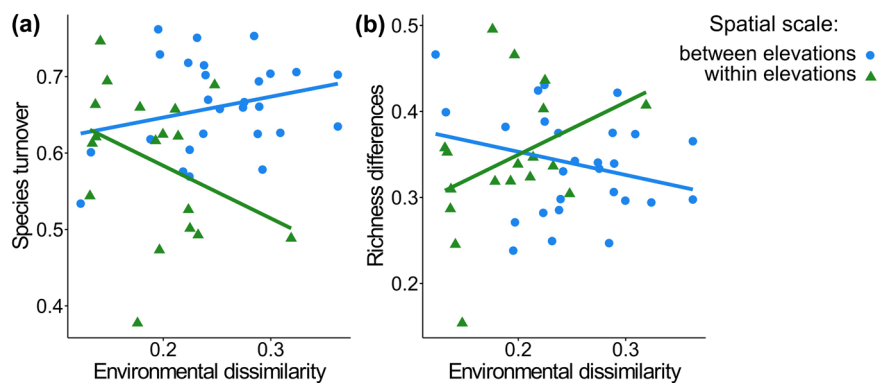 (a)
Species turnover
0.7
0.6
0.5
0.4
0.2
0.3
Environmental dissimilarity
(b)
Richness differences
0.5
0.4
0.3
0.2
0.2
0.3
Environmental dissimilarity
Spatial scale:
between elevations
within elevations